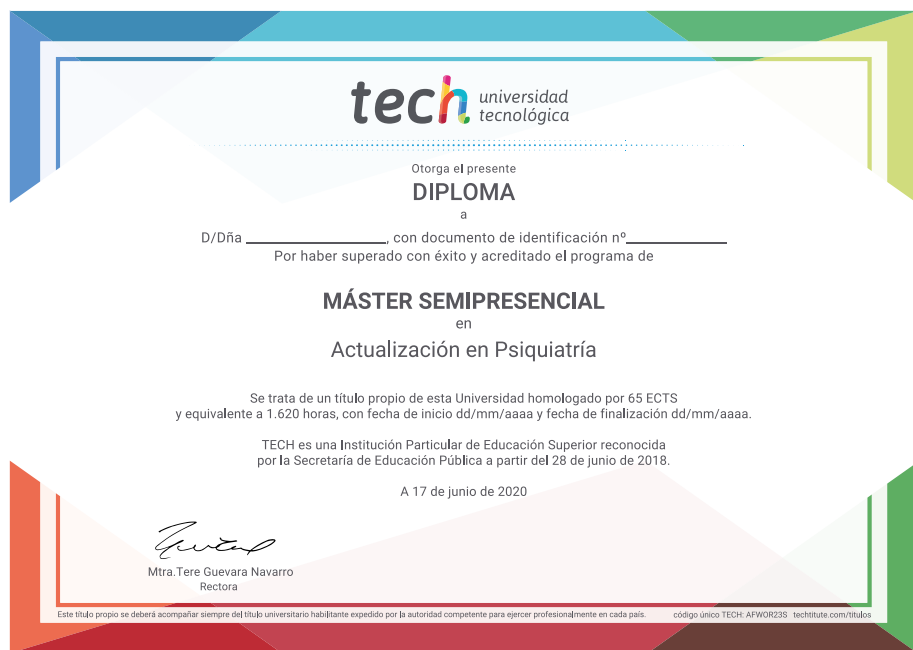 tech universidad
tecnológica
Otorga el presente
DIPLOMA
a
D/Dña ________________, con documento de identificación nº____________
Por haber superado con éxito y acreditado el programa de
MÁSTER SEMIPRESENCIAL
en
Actualización en Psiquiatría
Se trata de un título propio de esta Universidad homologado por 65 ECTS
y equivalente a 1.620 horas, con fecha de inicio dd/mm/aaaa y fecha de finalización dd/mm/aaaa.
TECH es una Institución Particular de Educación Superior reconocida
por la Secretaría de Educación Pública a partir del 28 de junio de 2018.
A 17 de junio de 2020
Mtra.Tere Guevara Navarro
Rectora
Este título propio se deberá acompañar siempre del título universitario habilitante expedido por la autoridad competente para ejercer profesionalmente en cada país. código único TECH: AFWOR23S techtitute.com/titulos